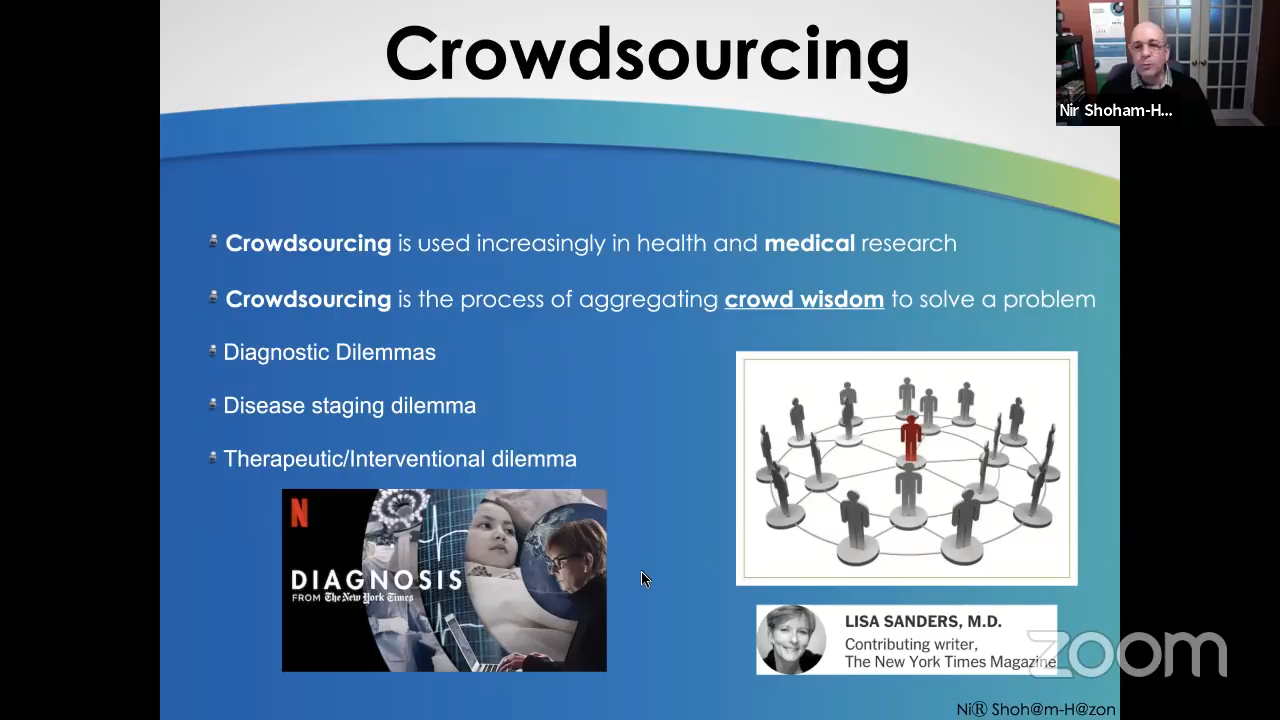 Crowdsourcing
Nir Shoham-H...
Crowdsourcing is used increasingly in health and medical research
Crowdsourcing is the process of aggregating crowd wisdom to solve a problem
Diagnostic Dilemmas
Disease staging dilemma
Therapeutic/Interventional dilemma
N
DIAGNOSIS
FROM The New York Times
LISA SANDERS, M.D.
Contributing writer,
The New York Times Magazine
zoom
Ni® Shoh@m-H@zon